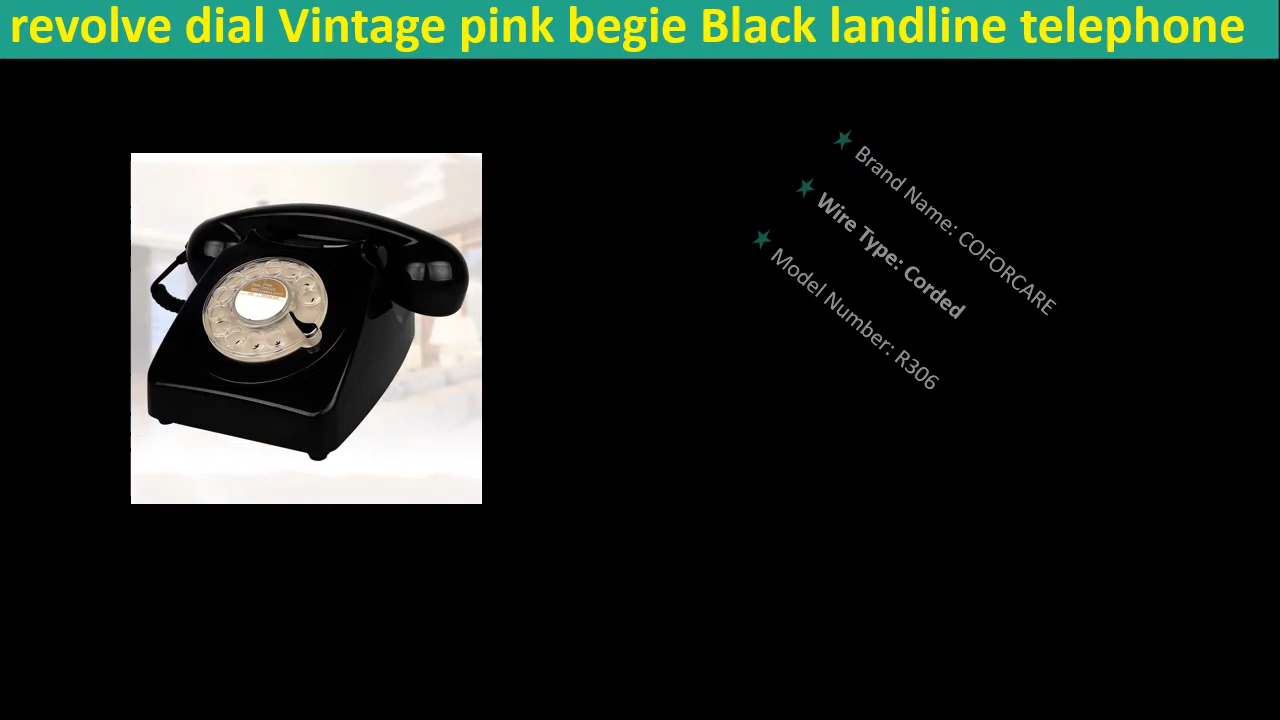 revolve dial Vintage pink begie Black landline telephone
Brand Name: COFORCARE
Wire Type: Corded
Model Number: R306